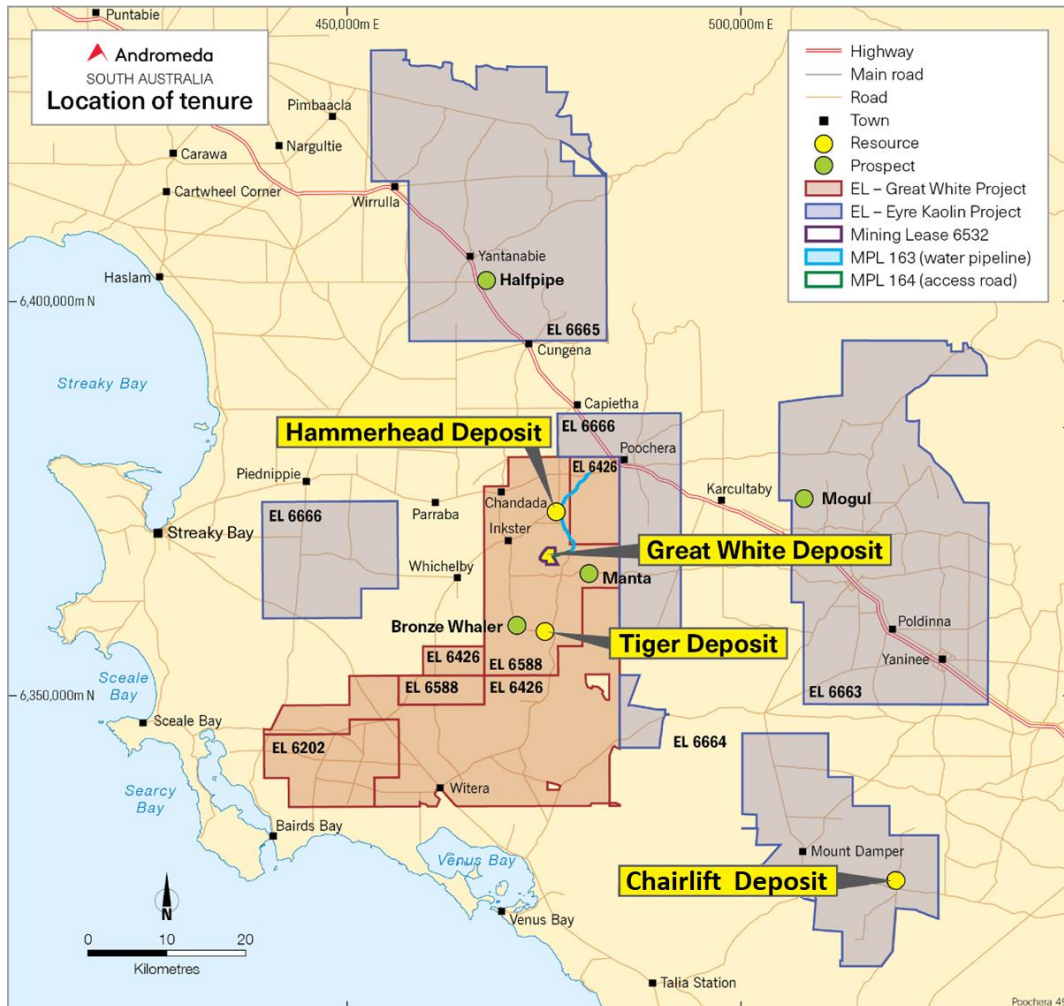 450,000m E
500,000m E
Puntabie
Andromeda
SOUTH AUSTRALIA
Location of tenure
Highway
Main road
Road
Town
Resource
Prospect
EL – Great White Project
EL – Eyre Kaolin Project
Mining Lease 6532
MPL 163 (water pipeline)
MPL 164 (access road)
Pimbaacla
Nargultie
Carawa
Cartwheel Corner
Wirrulla
Yantanabie
Haslam
Halfpipe
6,400,000m N
EL 6665
Cungena
Streaky Bay
Capietha
EL 6666
Hammerhead Deposit
Poochera
EL 6426
Piednippie
Chandada
Karcultaby
Mogul
Parraba
EL 6666
Streaky Bay
Inkster
Great White Deposit
Whichelby
Manta
Bronze Whaler
Poldinna
Tiger Deposit
EL 6426
EL 6588
Yaninee
EL 6588
EL 6426
Sceale
Bay
6,350,000m N
EL 6663
Sceale Bay
EL 6202
EL 6664
Searcy
Bay
Witera
Bairds Bay
Mount Damper
Venus Bay
Chairlift Deposit
N
Venus Bay
0 10 20
Kilometres
Talia Station
Poochera 45